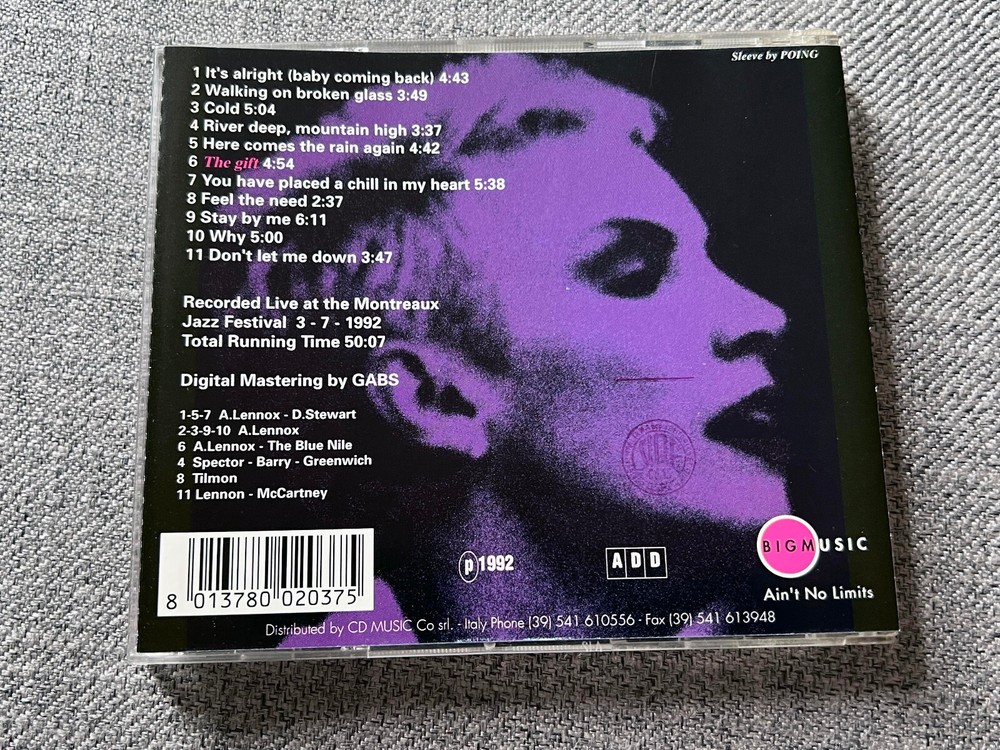 Sleeve by POING
1 It's alright (baby coming back) 4:43
2 Walking on broken glass 3:49
3 Cold 5:04
4 River deep, mountain high 3:37
5 Here comes the rain again 4:42
6 The gift 4:54
7 You have placed a chill in my heart 5:38
8 Feel the need 2:37
9 Stay by me 6:11
10 Why 5:00
11 Don't let me down 3:47
Recorded Live at the Montreaux
Jazz Festival 3 - 7 - 1992
Total Running Time 50:07
Digital Mastering by GABS
1-5-7 A.Lennox - D.Stewart
2-3-9-10 A.Lennox
6 A.Lennox - The Blue Nile
4 Spector - Barry - Greenwich
8 Tilmon
11 Lennon - McCartney
8 013780 020375
℗ 1992
ADD
BIGMUSIC
Ain't No Limits
Distributed by CD MUSIC Co srl. - Italy Phone (39) 541 610556 - Fax (39) 541 613948